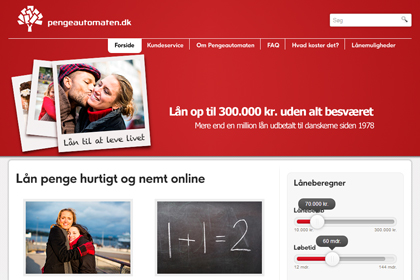 pengeautomaten.dk
Søg
Forside
Kundeservice
Om Pengeautomaten
FAQ
Hvad koster det?
Lånemuligheder
Lån til at leve livet
Lån op til 300.000 kr. uden alt besværet
Mere end en million lån udbetalt til danskerne siden 1978
Lån penge hurtigt og nemt online
1+1=2
Låneberegner
70.000 kr.
10.000 kr.
300.000 kr.
60 mdr.
Løbetid
12 mdr.
144 mdr.